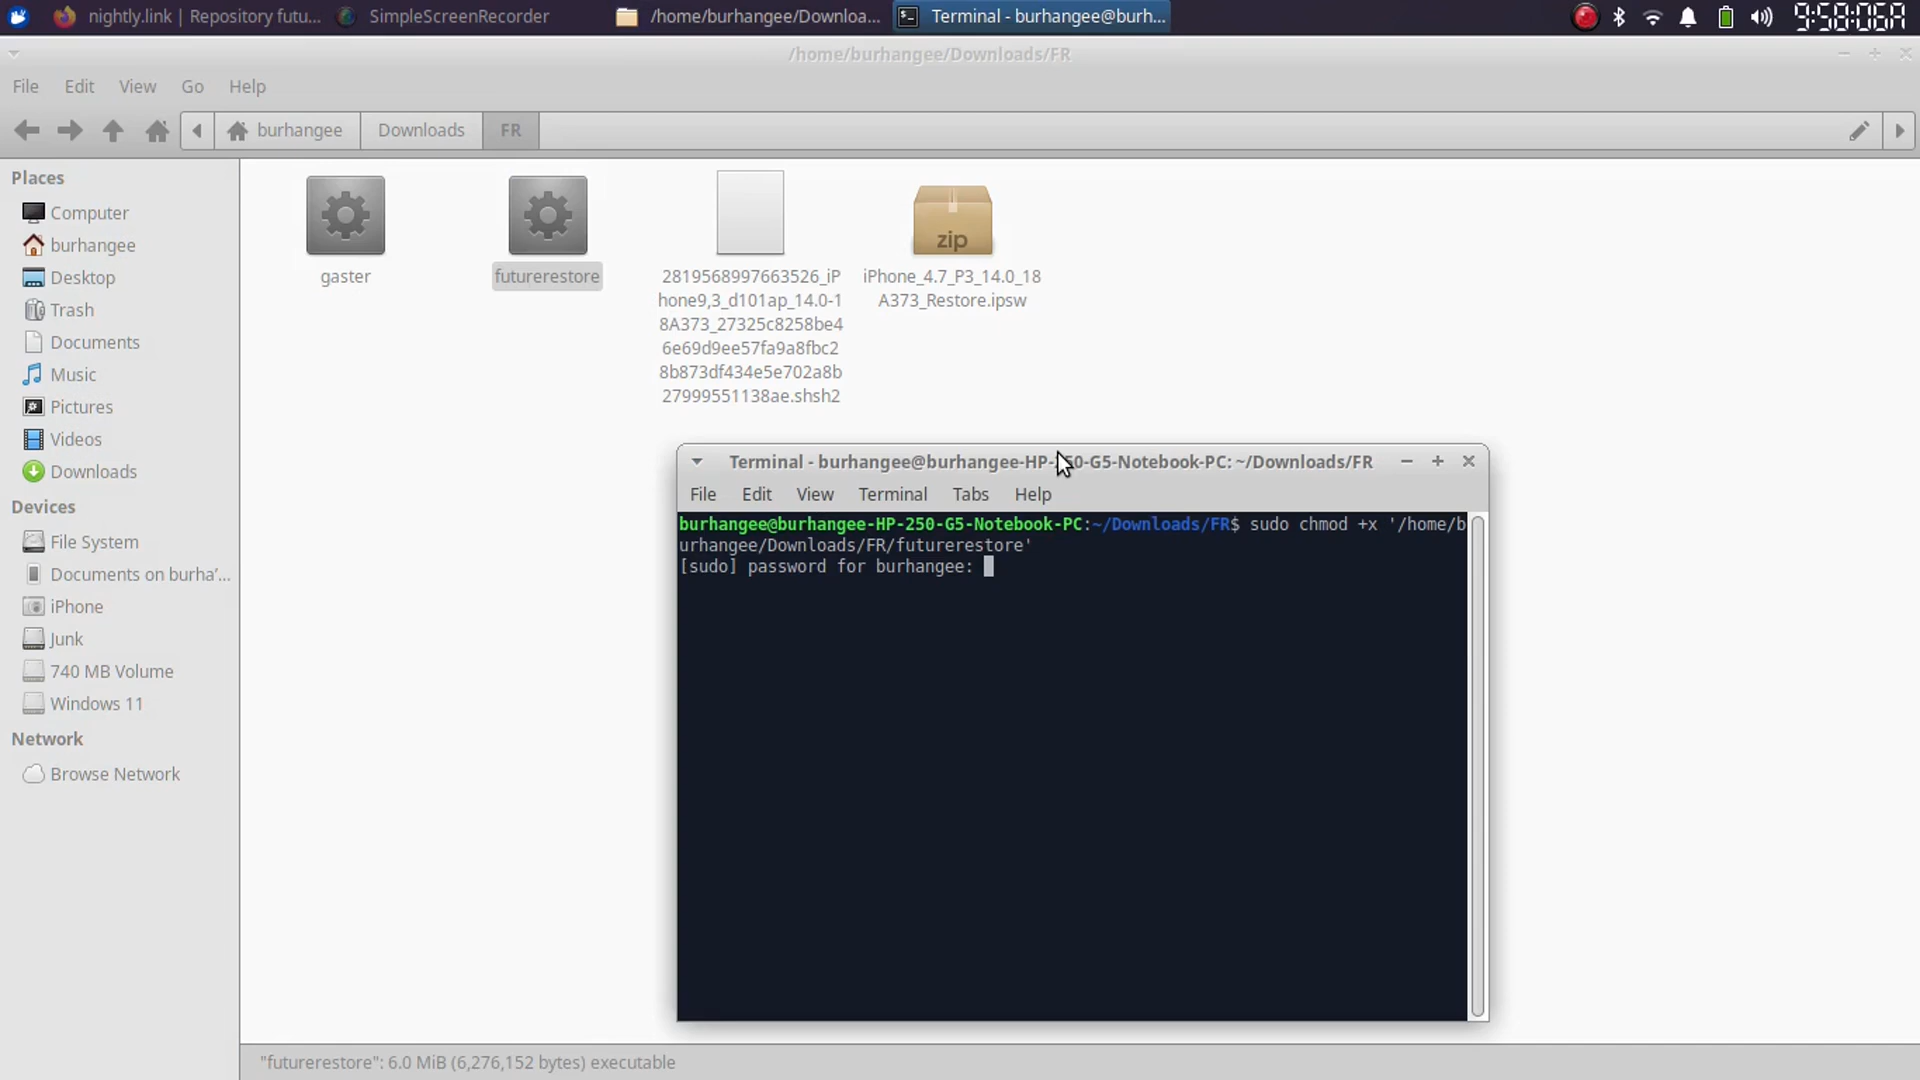 nightly.link | Repository futu...
SimpleScreenRecorder
/home/burhangee/Downloa...
Terminal - burhangee@burh...
9:58:06A
/home/burhangee/Downloads/FR
File Edit View Go Help
burhangee Downloads FR
Places
Computer
burhangee
Desktop
Trash
Documents
Music
Pictures
Videos
Downloads
Devices
File System
Documents on burha’...
iPhone
Junk
740 MB Volume
Windows 11
Network
Browse Network
gaster
futurerestore
2819568997663526_iP
hone9,3_d101ap_14.0-1
8A373_27325c8258be4
6e69d9ee57fa9a8fbc2
8b873df434e5e702a8b
27999551138ae.shsh2
zip
iPhone_4.7_P3_14.0_18
A373_Restore.ipsw
Terminal - burhangee@burhangee-HP-250-G5-Notebook-PC: ~/Downloads/FR
File Edit View Terminal Tabs Help
burhangee@burhangee-HP-250-G5-Notebook-PC:~/Downloads/FR$ sudo chmod +x '/home/b
urhangee/Downloads/FR/futurerestore'
[sudo] password for burhangee:
"futurerestore": 6.0 MiB (6,276,152 bytes) executable